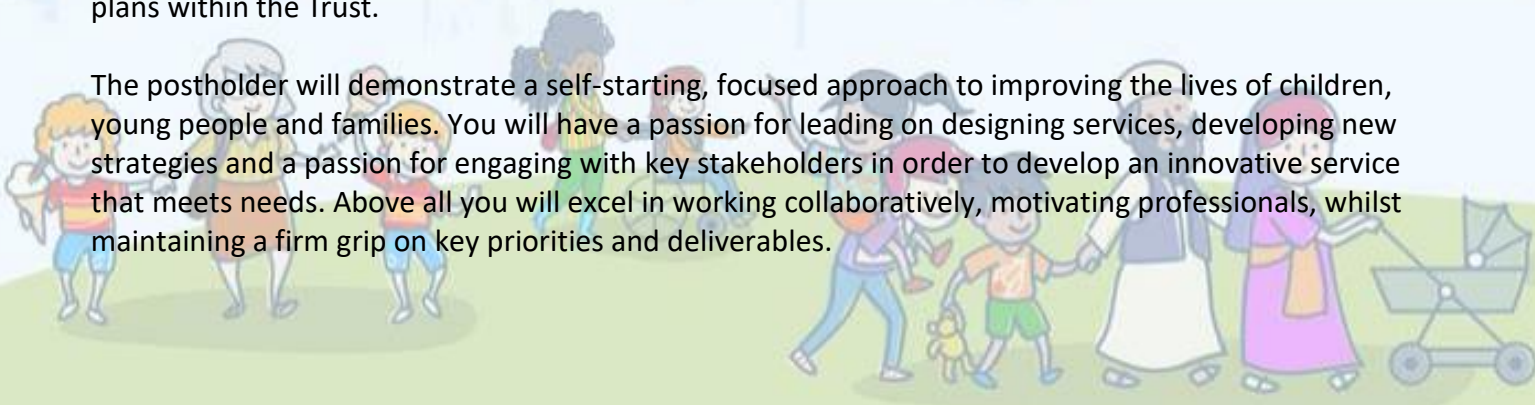 plans within the Trust.
The postholder will demonstrate a self-starting, focused approach to improving the lives of children,
young people and families. You will have a passion for leading on designing services, developing new
strategies and a passion for engaging with key stakeholders in order to develop an innovative service
that meets needs. Above all you will excel in working collaboratively, motivating professionals, whilst
maintaining a firm grip on key priorities and deliverables.